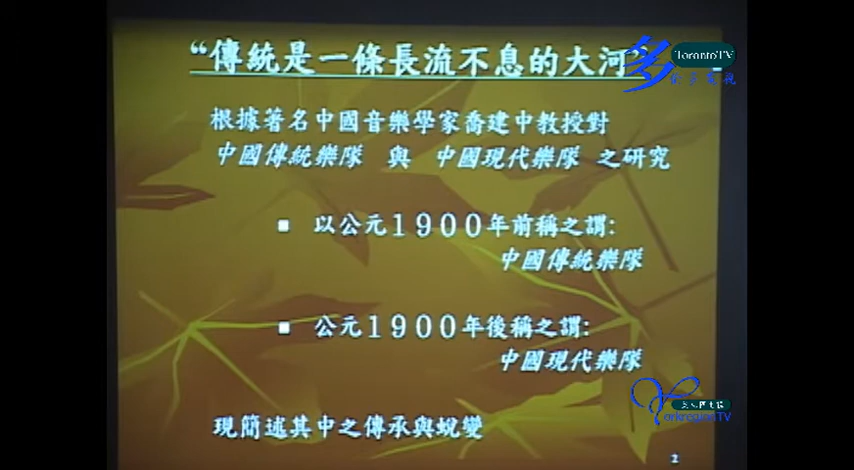 “傳統是一條長流不息的大河”
TorontoTV
根據著名中國音樂學家喬建中教授對
中國傳統樂隊 與 中國現代樂隊 之研究
▪ 以公元1900年前稱之謂:
中國傳統樂隊
▪ 公元1900年後稱之謂:
中國現代樂隊
YorkregionTV
現簡述其中之傳承與蛻變
2